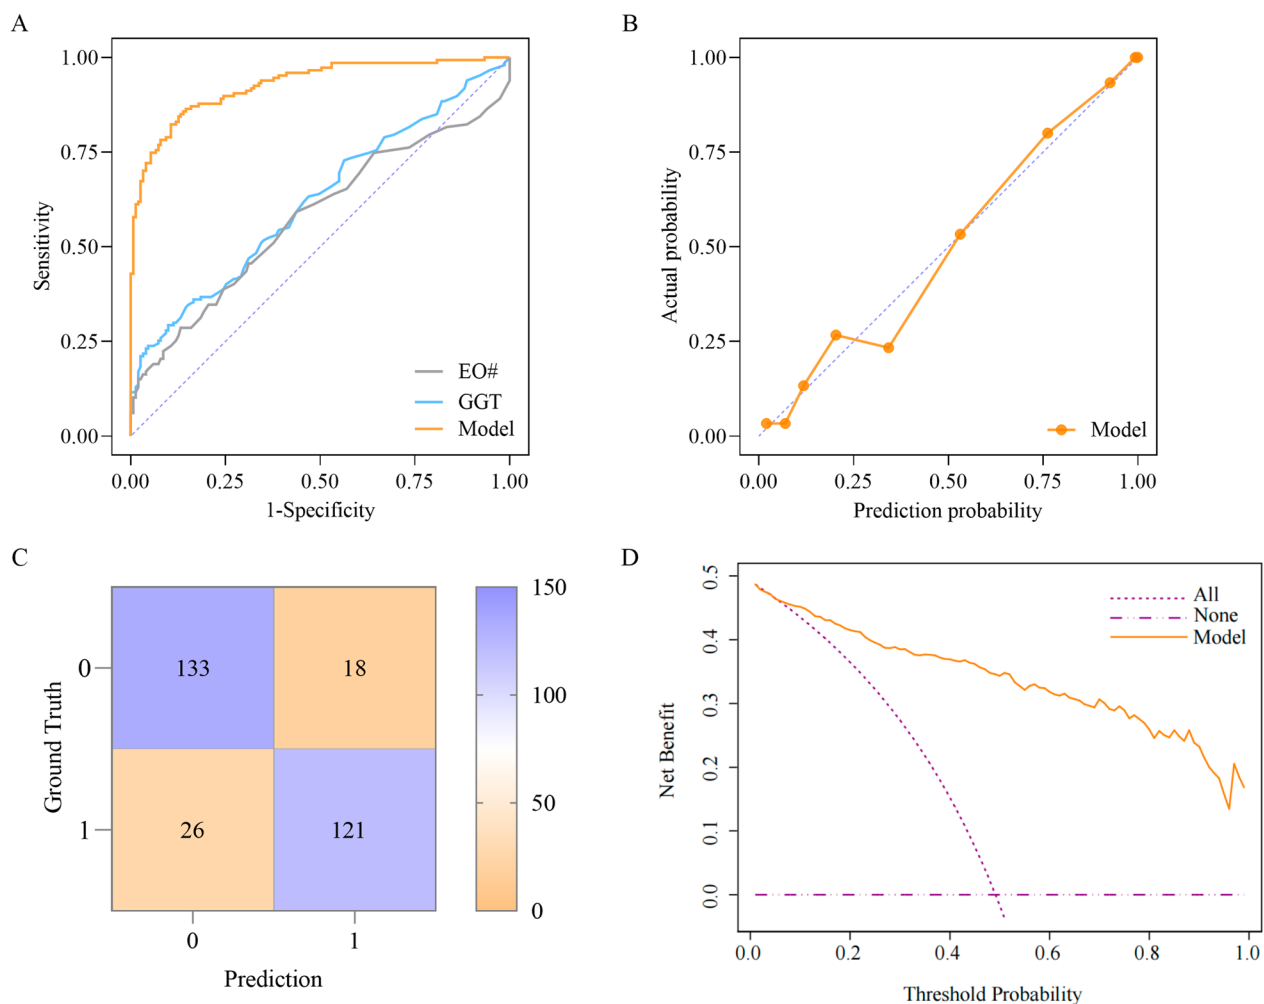 A
1.00
0.75
0.50
0.25
0.00
Sensitivity
EO#
GGT
Model
0.00 0.25 0.50 0.75 1.00
1-Specificity
B
1.00
0.75
0.50
0.25
0.00
Actual probability
Model
0.00 0.25 0.50 0.75 1.00
Prediction probability
C
0
1
Ground Truth
133 18
26 121
0 1
Prediction
150
100
50
0
D
0.5
0.4
0.3
0.2
0.1
0.0
Net Benefit
All
None
Model
0.0 0.2 0.4 0.6 0.8 1.0
Threshold Probability